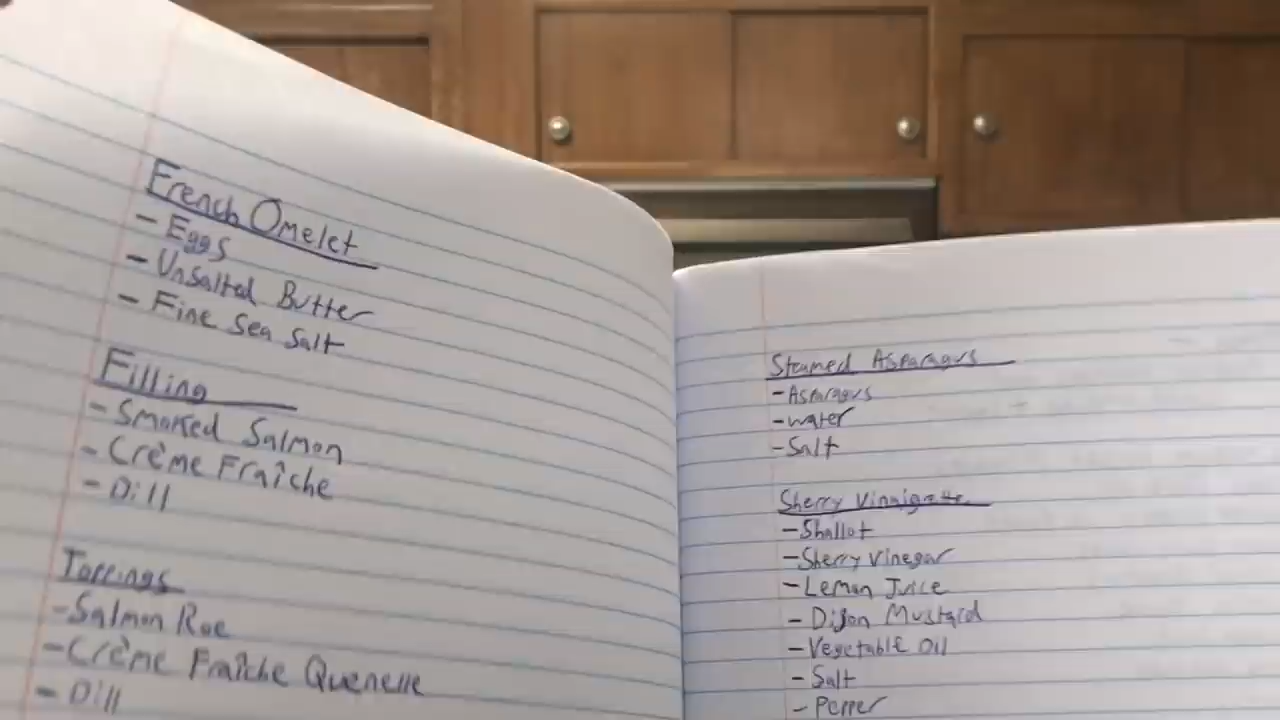 French Omelet
- Eggs
- Unsalted Butter
- Fine Sea Salt
Filling
- Smoked Salmon
- Crème Fraîche
- Dill
Toppings
- Salmon Roe
- Crème Fraîche Quenelle
- Dill
Steamed Asparagus
- Asparagus
- Water
- Salt
Sherry Vinaigrette
- Shallot
- Sherry Vinegar
- Lemon Juice
- Dijon Mustard
- Vegetable Oil
- Salt
- Pepper